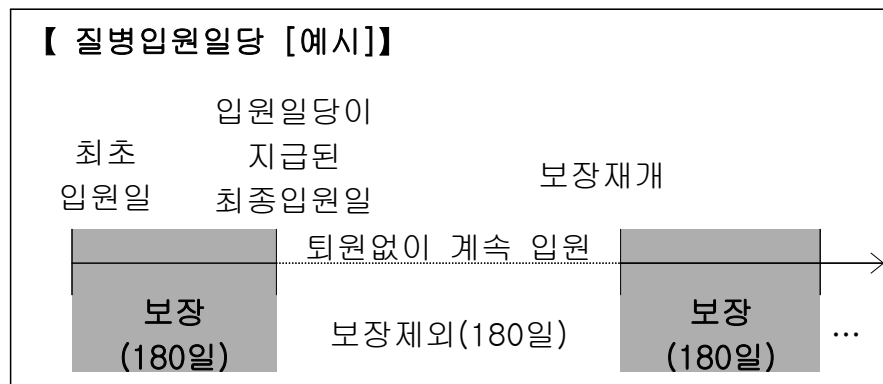 【 질병입원일당 [예시]】
입원일당이
최초 지급된 보장재개
입원일 최종입원일
퇴원없이 계속 입원
보장 보장제외(180일) 보장 …
(180일) (180일)